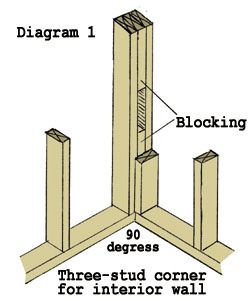 Diagram 1
Blocking
90
degress
Three-stud corner
for interior wall